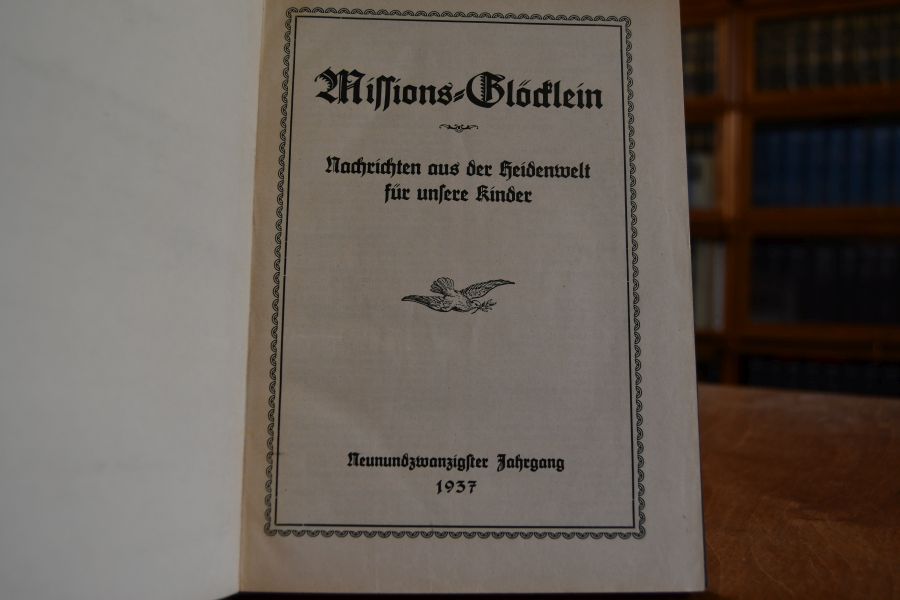 Missions-Glöcklein
Nachrichten aus der Heidenwelt
für unsere Kinder
Neunundzwanzigster Jahrgang
1937